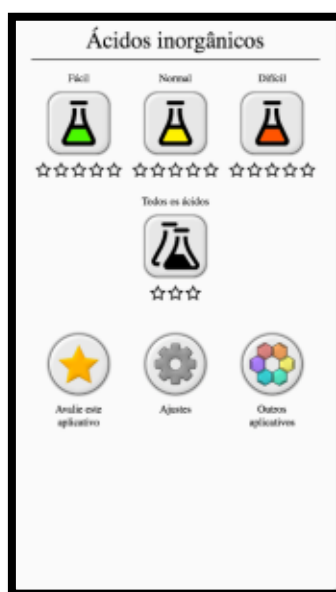 Ácidos inorgânicos
Fácil Normal Difícil
Todos os ácidos
Avalie este Ajustes Outros
aplicativo aplicativos